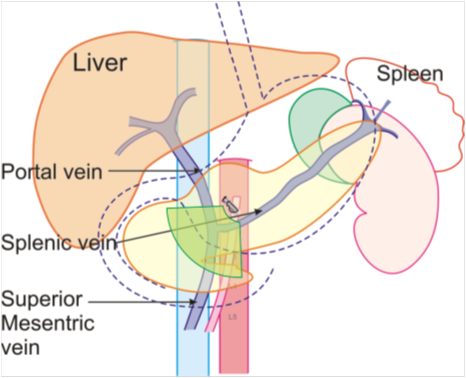 Liver
Spleen
Portal vein
Splenic vein
Superior
Mesentric
vein